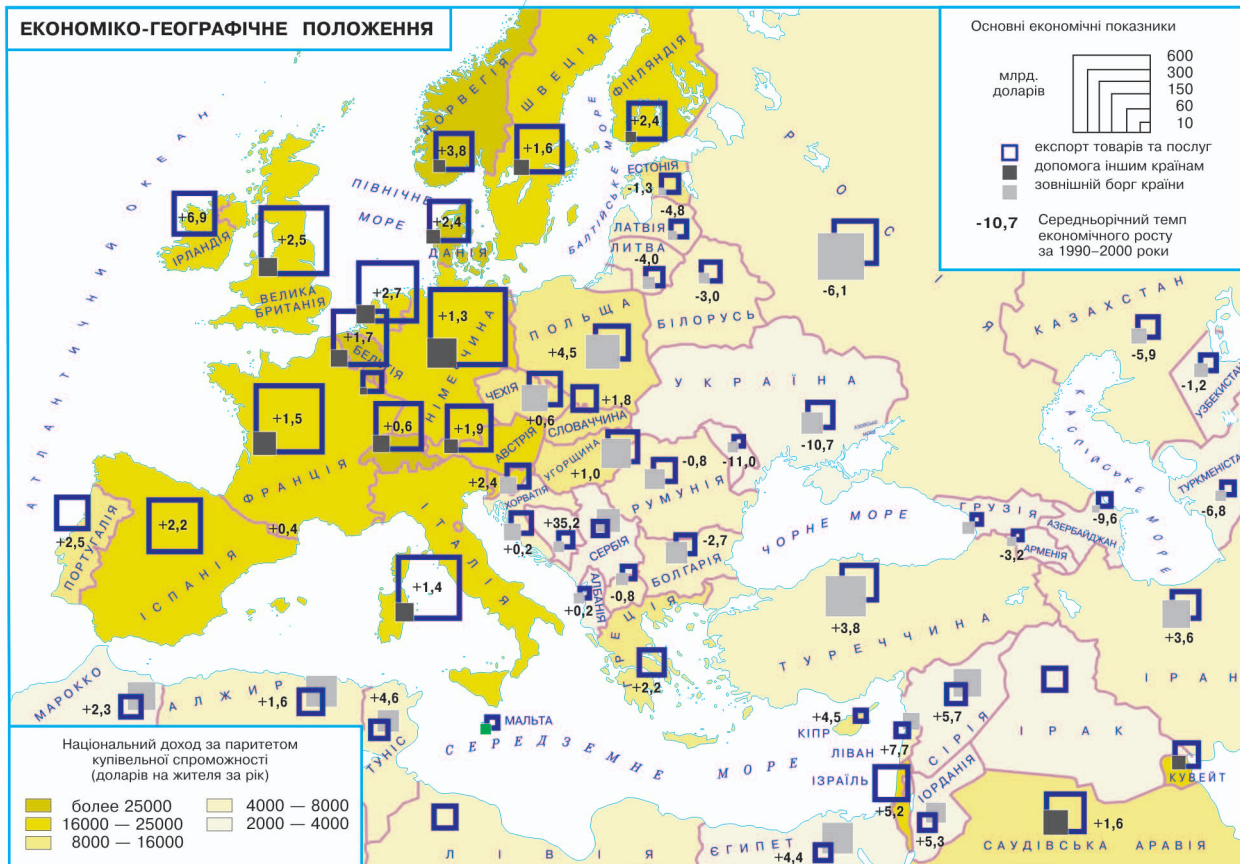 ЕКОНОМІКО-ГЕОГРАФІЧНЕ ПОЛОЖЕННЯ
Основні економічні показники
млрд.
доларів
600
300
150
60
10
експорт товарів та послуг
допомога іншим країнам
зовнішній борг країни
-10,7
Середньорічний темп
економічного росту
за 1990–2000 роки
АТЛАНТИЧНИЙ ОКЕАН
НОРВЕГІЯ
+3,8
ШВЕЦІЯ
+1,6
ФІНЛЯНДІЯ
+2,4
БАЛТІЙСЬКЕ МОРЕ
ПІВНІЧНЕ
МОРЕ
ЕСТОНІЯ
-1,3
-4,8
ЛАТВІЯ
ЛИТВА
-4,0
-3,0
БІЛОРУСЬ
РОСІЯ
-6,1
+6,9
ІРЛАНДІЯ
+2,5
ВЕЛИКА
БРИТАНІЯ
+2,4
ДАНІЯ
+2,7
+1,7
БЕЛЬГІЯ
+1,3
НІМЕЧЧИНА
ПОЛЬЩА
+4,5
ЧЕХІЯ
+0,6
+1,8
СЛОВАЧЧИНА
УКРАЇНА
-10,7
КАЗАХСТАН
-5,9
-1,2
УЗБЕКИСТАН
+1,5
ФРАНЦІЯ
+0,6
+1,9
АВСТРІЯ
УГОРЩИНА
+1,0
-0,8
РУМУНІЯ
-11,0
+2,4
ХОРВАТІЯ
+0,2
+35,2
СЕРБІЯ
-2,7
БОЛГАРІЯ
-0,8
АЛБАНІЯ
+0,2
ГРЕЦІЯ
+2,2
ІТАЛІЯ
+1,4
+0,4
+2,2
ІСПАНІЯ
+2,5
ПОРТУГАЛІЯ
ЧОРНЕ МОРЕ
КАСПІЙСЬКЕ МОРЕ
ГРУЗІЯ
-3,2
АРМЕНІЯ
АЗЕРБАЙДЖАН
-9,6
ТУРКМЕНІСТА
-6,8
+3,8
ТУРЕЧЧИНА
+3,6
ІРАН
МАРОККО
+2,3
АЛЖИР
+1,6
+4,6
ТУНІС
МАЛЬТА
СЕРЕДЗЕМНЕ МОРЕ
+4,5
КІПР
ЛІВАН
+7,7
+5,7
СИРІЯ
ІРАК
ІЗРАЇЛЬ
+5,2
ІОРДАНІЯ
+5,3
КУВЕЙТ
+1,6
САУДІВСЬКА АРАВІЯ
ЛІВІЯ
ЄГИПЕТ
+4,4
Національний доход за паритетом
купівельної спроможності
(доларів на жителя за рік)
более 25000
16000 — 25000
8000 — 16000
4000 — 8000
2000 — 4000